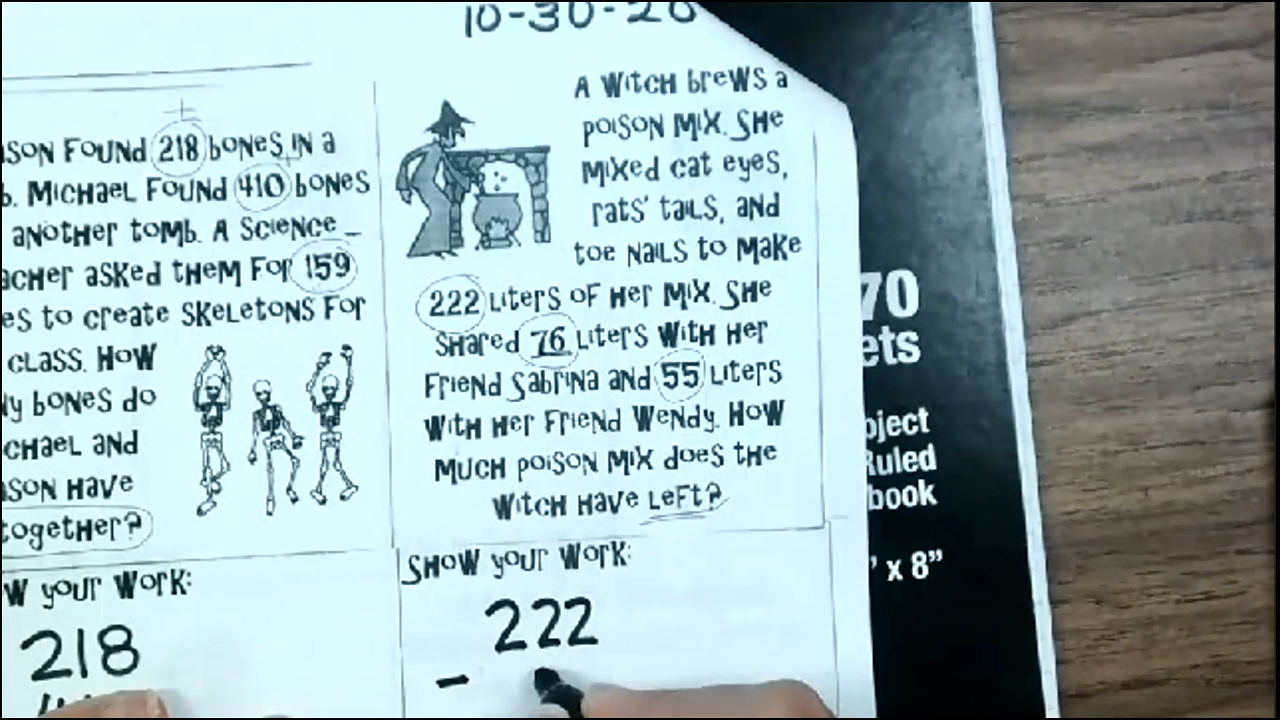 10-30-20
SON FOUND 218 BONES IN A
. MICHAEL FOUND 410 BONES
ANOTHER TOMB. A SCIENCE
ACHER ASKED THEM FOR 159
ES TO CREATE SKELETONS FOR
CLASS. HOW
Y BONES DO
CHAEL AND
SON HAVE
TOGETHER?
W YOUR WORK:
218
A WITCH BREWS A
POISON MIX. SHE
MIXED CAT EYES,
RATS' TAILS, AND
TOE NAILS TO MAKE
222 LITERS OF HER MIX. SHE
SHARED 76 LITERS WITH HER
FRIEND SABRINA AND 55 LITERS
WITH HER FRIEND WENDY. HOW
MUCH POISON MIX DOES THE
WITCH HAVE LEFT?
SHOW YOUR WORK:
222
-
70
ets
bject
Ruled
book
" x 8"